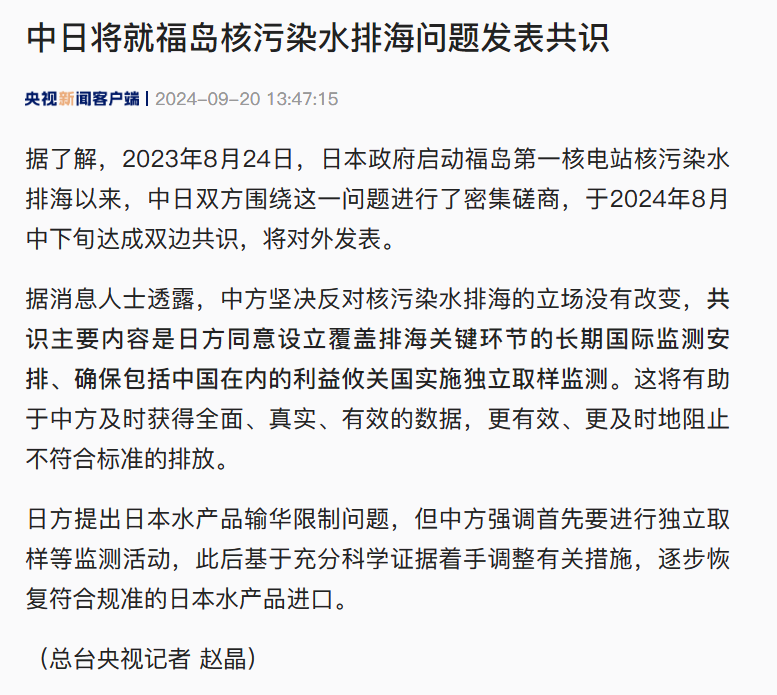 中日将就福岛核污染水排海问题发表共识
央视新闻客户端 | 2024-09-20 13:47:15
据了解，2023年8月24日，日本政府启动福岛第一核电站核污染水
排海以来，中日双方围绕这一问题进行了密集磋商，于2024年8月
中下旬达成双边共识，将对外发表。
据消息人士透露，中方坚决反对核污染水排海的立场没有改变，共
识主要内容是日方同意设立覆盖排海关键环节的长期国际监测安
排、确保包括中国在内的利益攸关国实施独立取样监测。这将有助
于中方及时获得全面、真实、有效的数据，更有效、更及时地阻止
不符合标准的排放。
日方提出日本水产品输华限制问题，但中方强调首先要进行独立取
样等监测活动，此后基于充分科学证据着手调整有关措施，逐步恢
复符合规准的日本水产品进口。
（总台央视记者 赵晶）